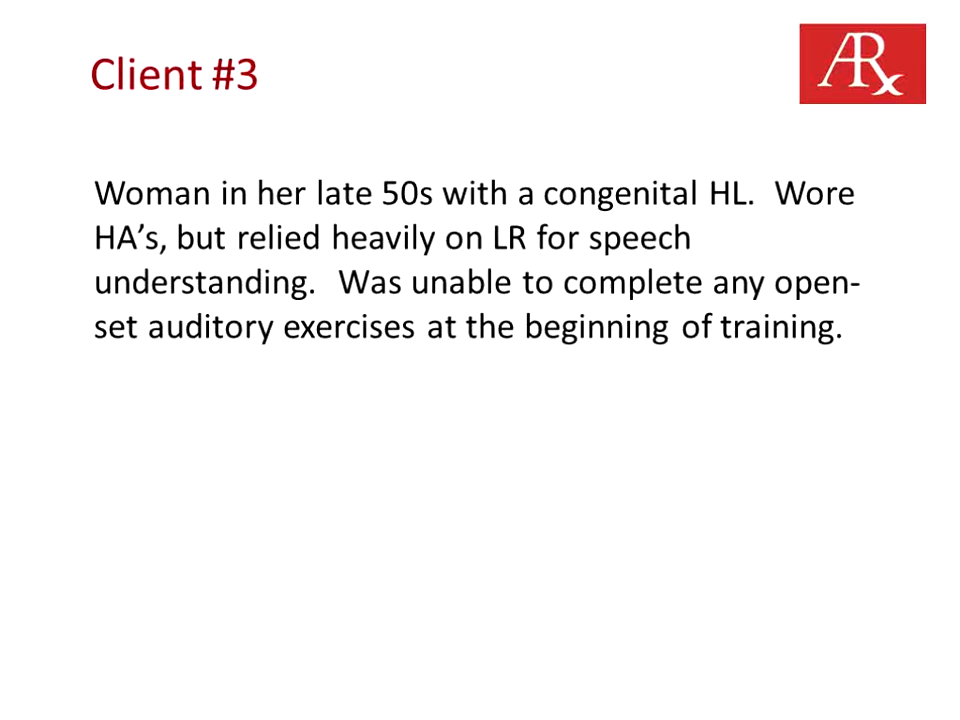 Client #3
ARx
Woman in her late 50s with a congenital HL.  Wore
HA’s, but relied heavily on LR for speech
understanding.  Was unable to complete any open-
set auditory exercises at the beginning of training.